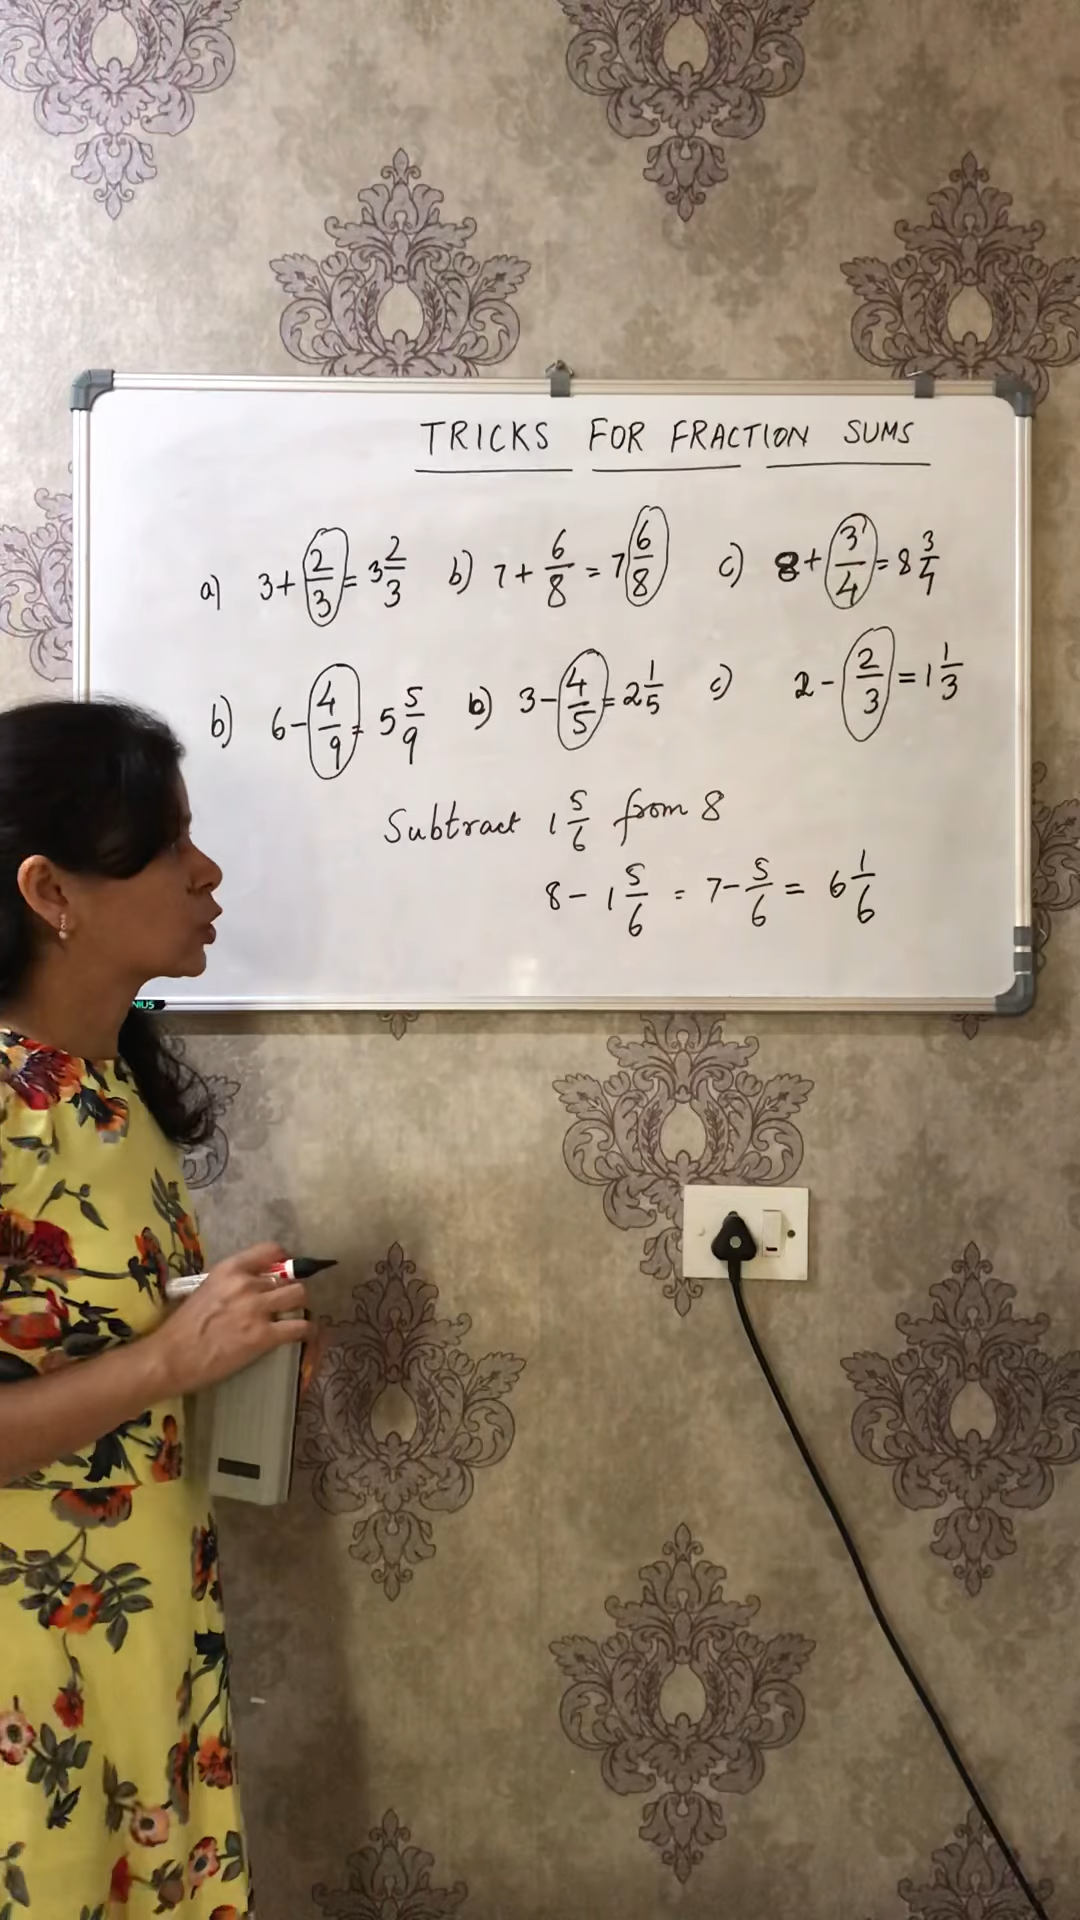 TRICKS FOR FRACTION SUMS
a) 3+2/3=3 2/3 b) 7+6/8=7 6/8 c) 8+3/4=8 3/4
b) 6-4/9=5 5/9 b) 3-4/5=2 1/5 c) 2-2/3=1 1/3
Subtract 1 5/6 from 8
8-1 5/6=7-5/6=6 1/6
NIUS